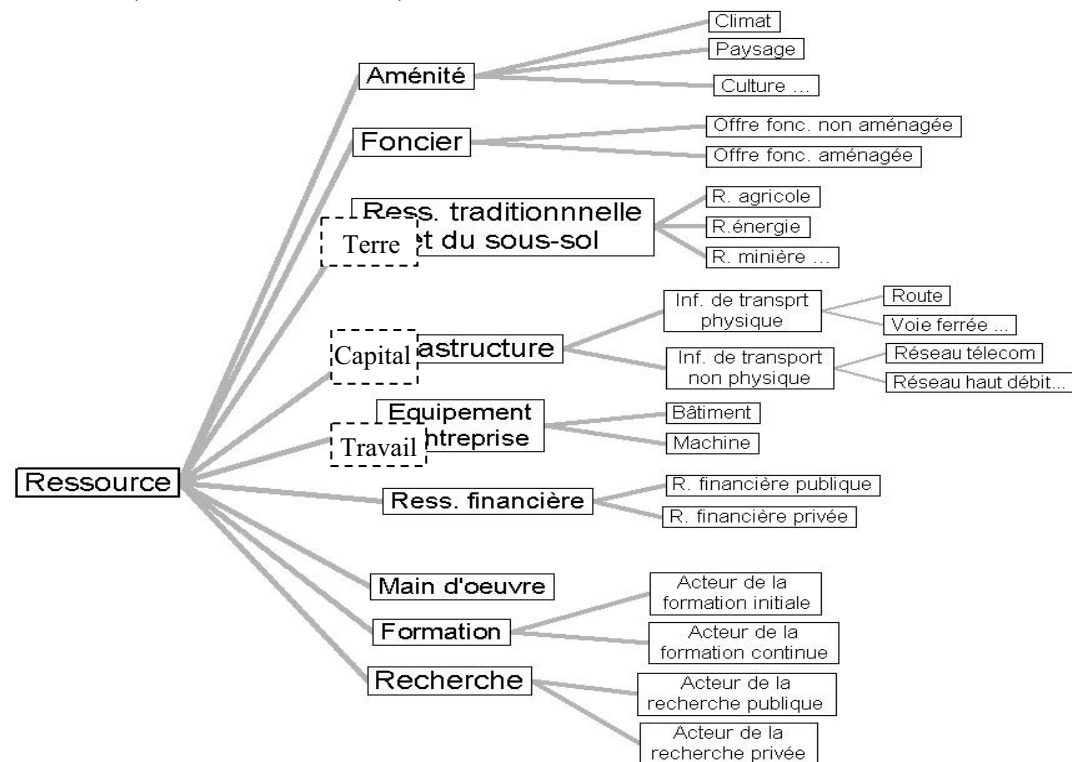 Climat
Paysage
Aménité
Culture ...
Offre fonc. non aménagée
Foncier
Offre fonc. aménagée
Ress. traditionnnelle
et du sous-sol
Terre
R. agricole
R.énergie
R. minière ...
Inf. de transprt
physique
Route
Voie ferrée ...
Capital
astructure
Inf. de transport
non physique
Réseau télecom
Réseau haut débit...
Equipement
ntreprise
Travail
Bâtiment
Machine
Ressource
Ress. financière
R. financière publique
R. financière privée
Main d'oeuvre
Formation
Acteur de la
formation initiale
Acteur de la
formation continue
Recherche
Acteur de la
recherche publique
Acteur de la
recherche privée